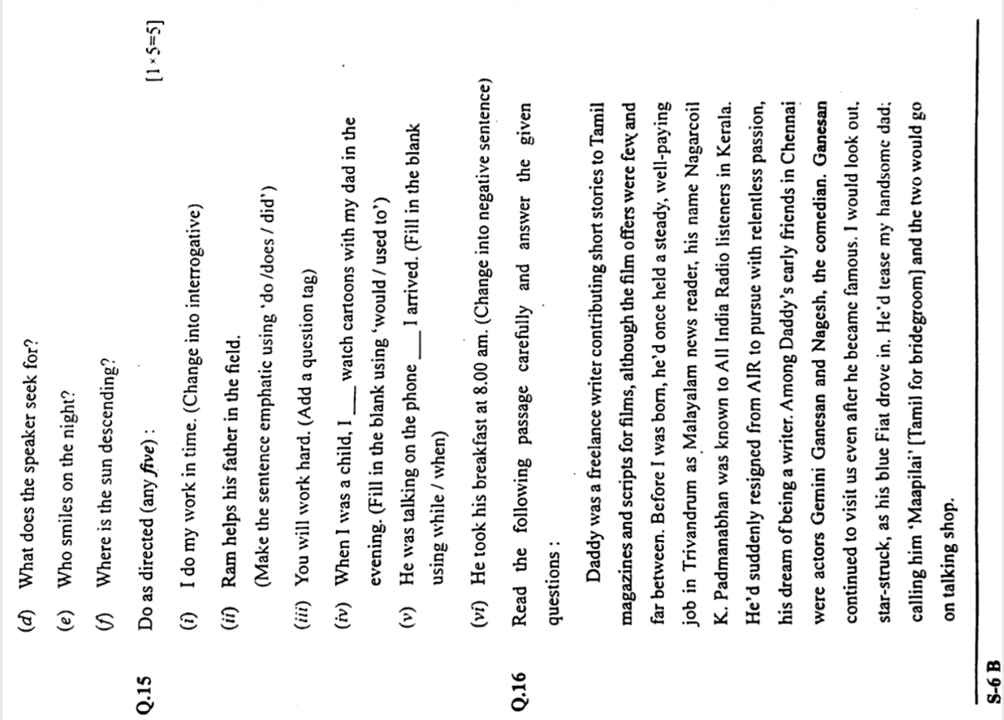 (d) What does the speaker seek for?
(e) Who smiles on the night?
(f) Where is the sun descending?
Q.15 Do as directed (any five) : [1×5=5]
(i) I do my work in time. (Change into interrogative)
(ii) Ram helps his father in the field.
(Make the sentence emphatic using ‘do /does / did’)
(iii) You will work hard. (Add a question tag)
(iv) When I was a child, I ___ watch cartoons with my dad in the
evening. (Fill in the blank using ‘would / used to’)
(v) He was talking on the phone ___ I arrived. (Fill in the blank
using while / when)
(vi) He took his breakfast at 8.00 am. (Change into negative sentence)
Q.16 Read the following passage carefully and answer the given
questions :
Daddy was a freelance writer contributing short stories to Tamil
magazines and scripts for films, although the film offers were few and
far between. Before I was born, he’d once held a steady, well-paying
job in Trivandrum as Malayalam news reader, his name Nagarcoil
K. Padmanabhan was known to All India Radio listeners in Kerala.
He’d suddenly resigned from AIR to pursue with relentless passion,
his dream of being a writer. Among Daddy’s early friends in Chennai
were actors Gemini Ganesan and Nagesh, the comedian. Ganesan
continued to visit us even after he became famous. I would look out,
star-struck, as his blue Fiat drove in. He’d tease my handsome dad;
calling him ‘Maapilai’ [Tamil for bridegroom] and the two would go
on talking shop.
S-6 B